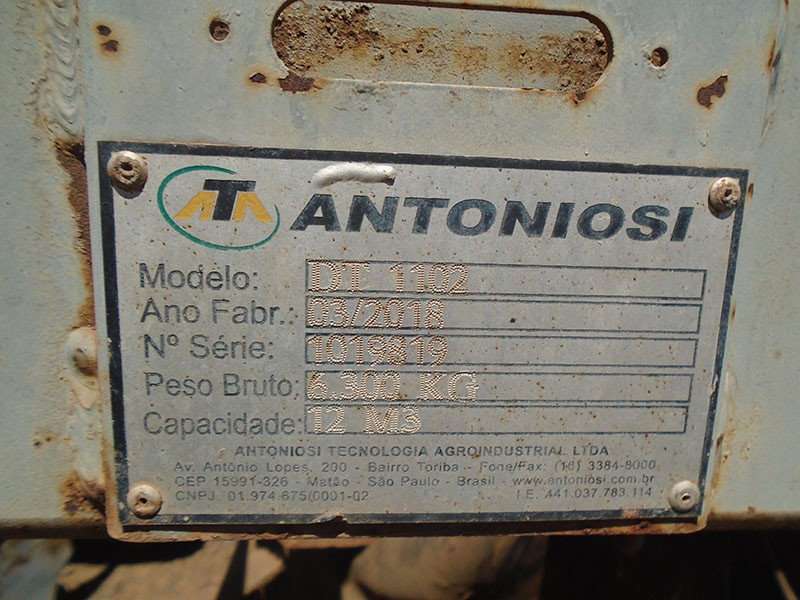 ATA ANTONIOSI
Modelo: DT 1102
Ano Fabr.: 03/2018
Nº Série: 1019819
Peso Bruto: 6.300 KG
Capacidade: 12 M3
ANTONIOSI TECNOLOGIA AGROINDUSTRIAL LTDA
Av. Antônio Lopes, 200 - Bairro Toriba - Fone/Fax: (16) 3384-8000
CEP 15991-326 - Matão - São Paulo - Brasil - www.antoniosi.com.br
CNPJ. 01.974.675/0001-02 I.E. 441.037.783.114